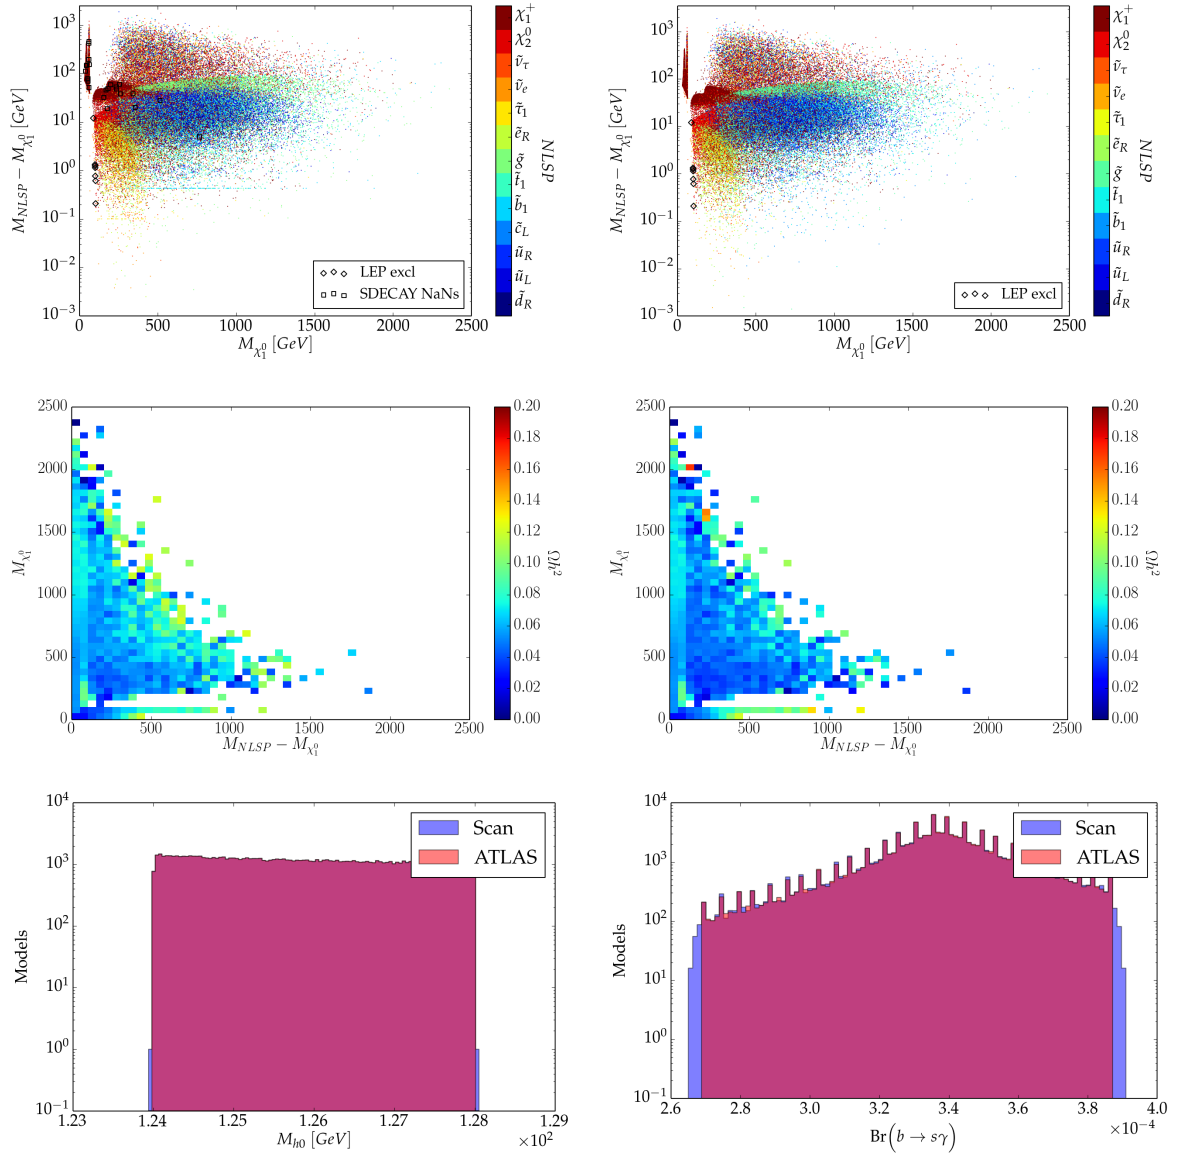 10²
10¹
10⁰
10⁻¹
10⁻²
10⁻³
M_NLSP − M_χ̃₁⁰ [GeV]
0 500 1000 1500 2000 2500
M_χ̃₁⁰ [GeV]
LEP excl
SDECAY NaNs
χ₁⁺
χ₂⁰
ν̃_τ
ν̃_e
τ̃₁
ẽ_R
g̃
t̃₁
b̃₁
c̃_L
ũ_R
ũ_L
d̃_R
NLSP
10³
10²
10¹
10⁰
10⁻¹
10⁻²
10⁻³
M_NLSP − M_χ̃₁⁰ [GeV]
0 500 1000 1500 2000 2500
M_χ̃₁⁰ [GeV]
LEP excl
χ₁⁺
χ₂⁰
ν̃_τ
ν̃_e
τ̃₁
ẽ_R
g̃
t̃₁
b̃₁
ũ_R
ũ_L
d̃_R
NLSP
2500
2000
1500
1000
500
0
M_χ̃₁⁰
0 500 1000 1500 2000 2500
M_NLSP − M_χ̃₁⁰
0.20
0.18
0.16
0.14
0.12
0.10
0.08
0.06
0.04
0.02
0.00
Ωh²
2500
2000
1500
1000
500
0
M_χ̃₁⁰
0 500 1000 1500 2000 2500
M_NLSP − M_χ̃₁⁰
0.20
0.18
0.16
0.14
0.12
0.10
0.08
0.06
0.04
0.02
0.00
Ωh²
10⁴
10³
10²
10¹
10⁰
10⁻¹
Models
Scan
ATLAS
1.23 1.24 1.25 1.26 1.27 1.28 1.29
×10²
M_h0 [GeV]
10⁴
10³
10²
10¹
10⁰
10⁻¹
Models
Scan
ATLAS
2.6 2.8 3.0 3.2 3.4 3.6 3.8 4.0
×10⁻⁴
Br(b → sγ)